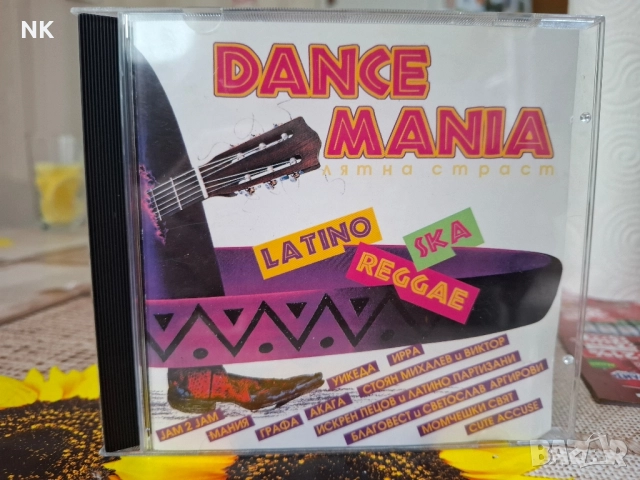 NK
DANCE
MANIA
лятна страст
LATINO
SKA
REGGAE
УИКЕДА ИРРА
АКАГА СТОЯН МИХАЛЕВ и ВИКТОР
JAM 2 JAM МАНИЯ ГРАФА ИСКРЕН ПЕЦОВ и ЛАТИНО ПАРТИЗАНИ
БЛАГОВЕСТ и СВЕТОСЛАВ АРГИРОВИ
МОМЧЕШКИ СВЯТ
CUTE ACCUSE
BAZAR